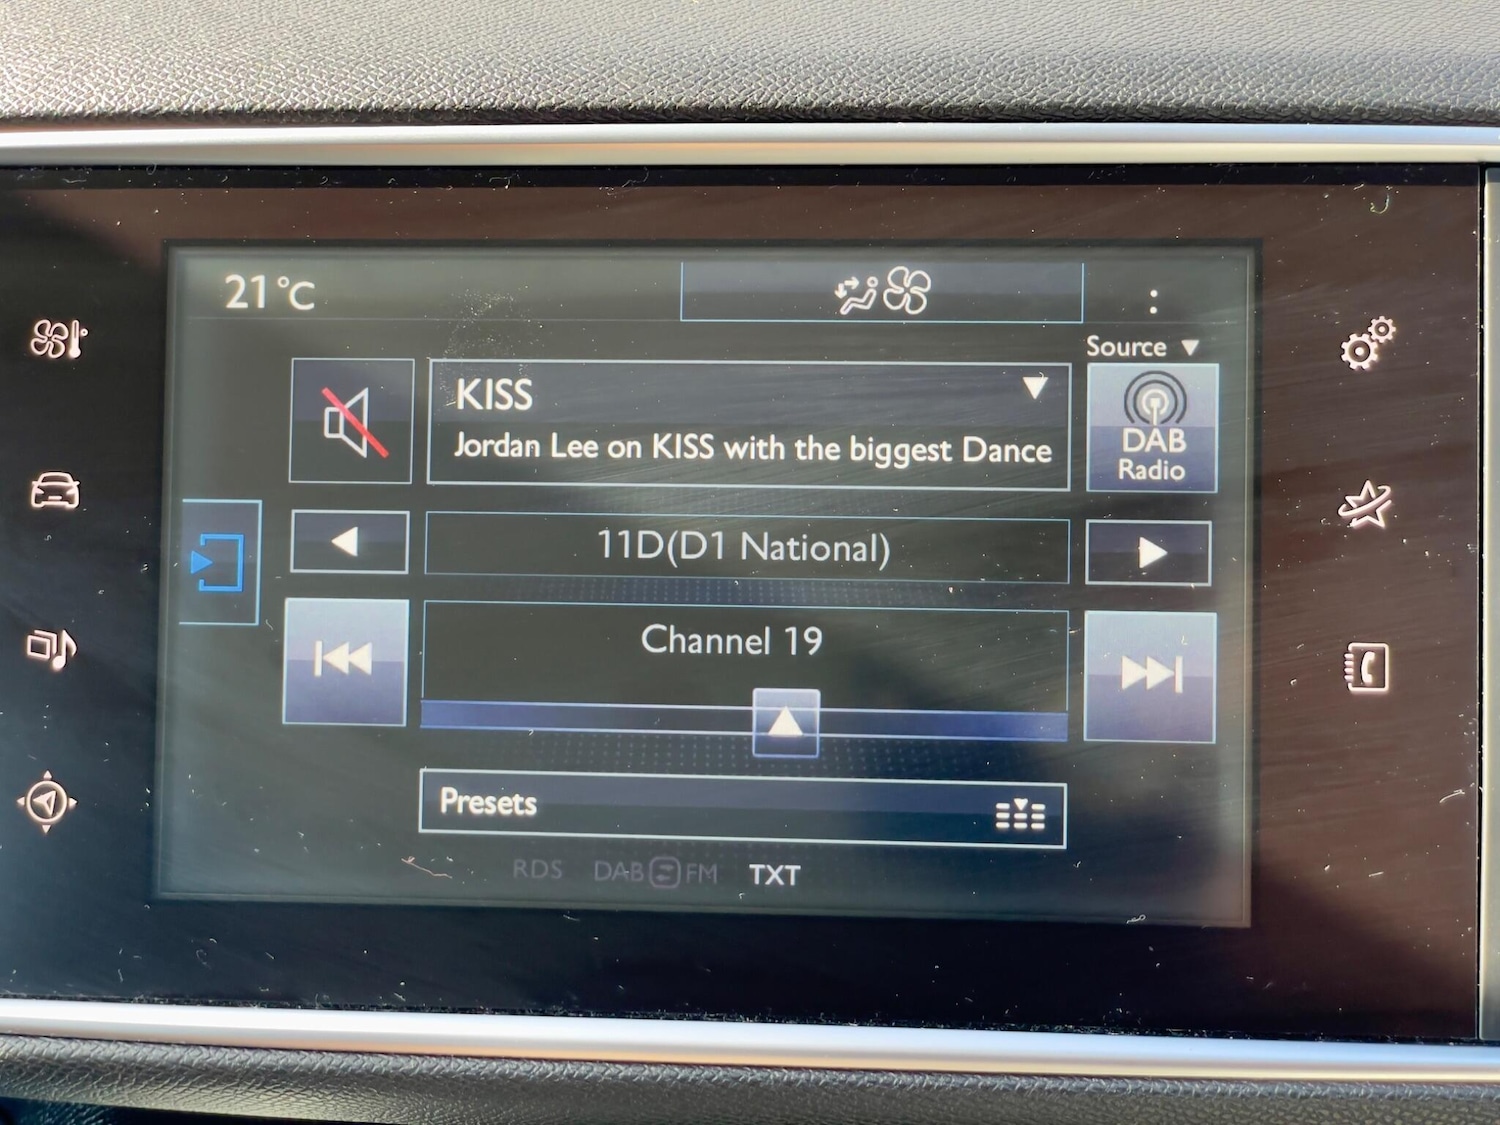 21°C
Source
KISS
Jordan Lee on KISS with the biggest Dance
DAB
Radio
11D(D1 National)
Channel 19
Presets
RDS DAB FM TXT